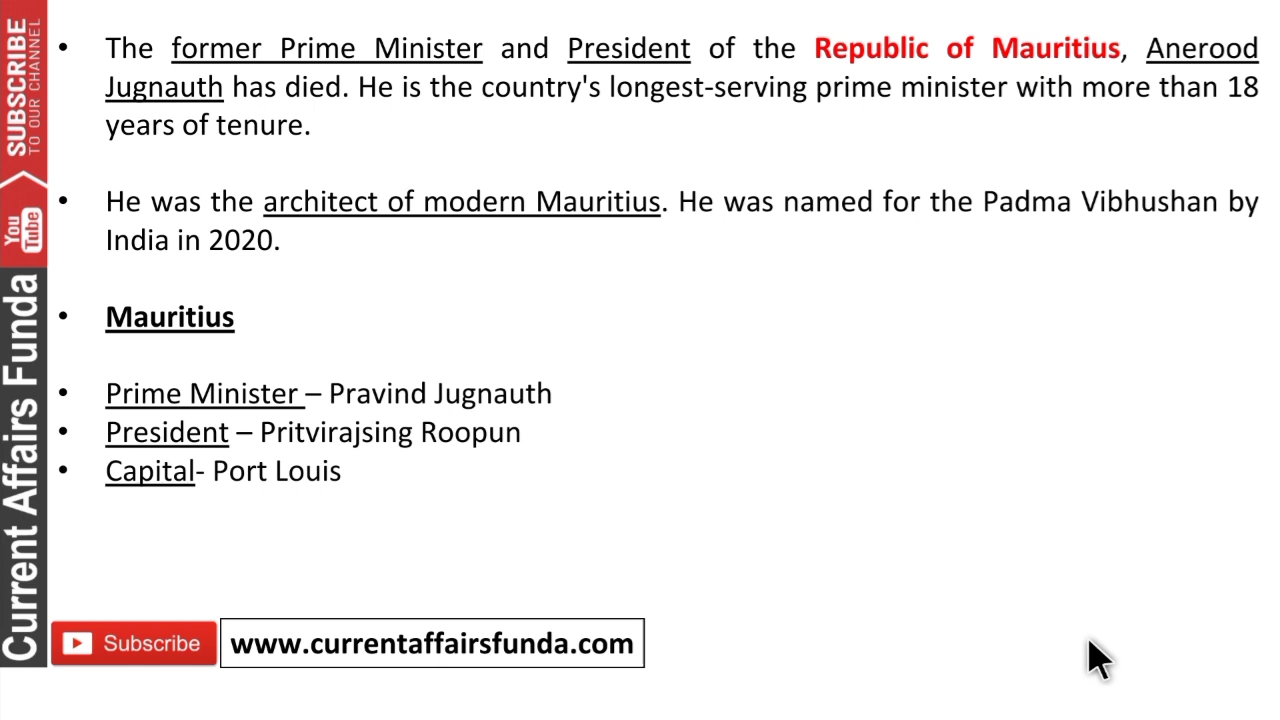 • The former Prime Minister and President of the Republic of Mauritius, Anerood
Jugnauth has died. He is the country's longest-serving prime minister with more than 18
years of tenure.
• He was the architect of modern Mauritius. He was named for the Padma Vibhushan by
India in 2020.
• Mauritius
• Prime Minister – Pravind Jugnauth
• President – Pritvirajsing Roopun
• Capital- Port Louis
SUBSCRIBE
TO OUR CHANNEL
You
Tube
Current Affairs Funda
Subscribe
www.currentaffairsfunda.com